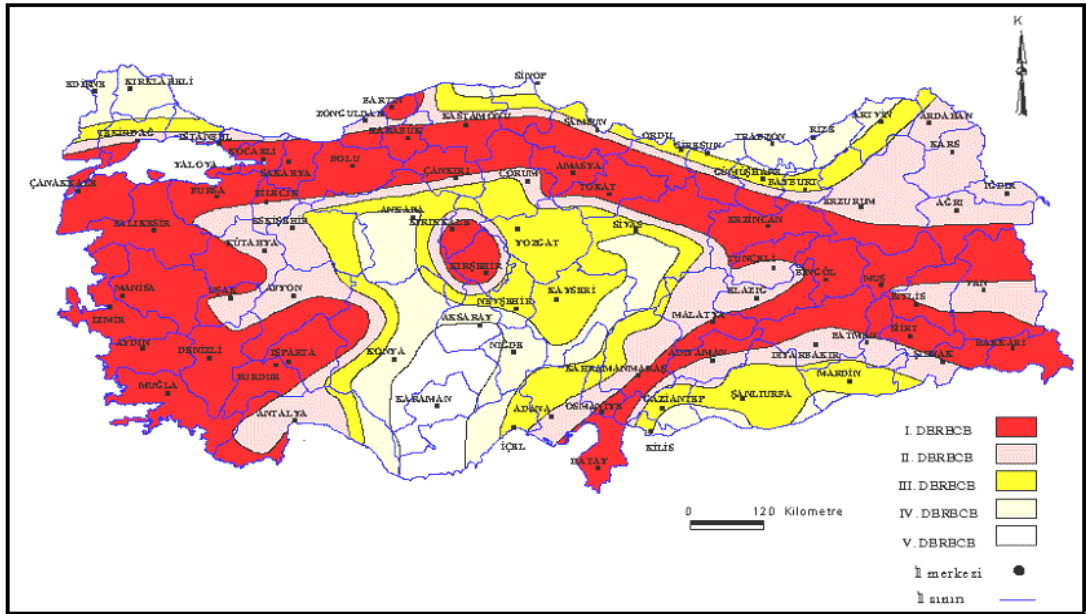 K
SİNOP
EDİRNE
KIRKLARELİ
BARTIN
ZONGULDAK
KASTAMONU
SAMSUN
ARTVİN
ARDAHAN
TEKİRDAĞ
İSTANBUL
KARABÜK
ORDU
GİRESUN
TRABZON
RİZE
KARS
KOCAELİ
YALOVA
SAKARYA
BOLU
ÇANKIRI
ÇORUM
AMASYA
TOKAT
GÜMÜŞHANE
BAYBURT
ÇANAKKALE
BURSA
BİLECİK
ERZURUM
AĞRI
IĞDIR
BALIKESİR
ESKİŞEHİR
ANKARA
KIRIKKALE
YOZGAT
SİVAS
ERZİNCAN
KÜTAHYA
KIRŞEHİR
TUNCELİ
BİNGÖL
MUŞ
MANİSA
UŞAK
AFYON
NEVŞEHİR
KAYSERİ
ELAZIĞ
BİTLİS
VAN
İZMİR
AKSARAY
MALATYA
SİİRT
AYDIN
DENİZLİ
ISPARTA
KONYA
NİĞDE
ADIYAMAN
DİYARBAKIR
BATMAN
ŞIRNAK
HAKKARİ
BURDUR
KAHRAMANMARAŞ
MARDİN
MUĞLA
KARAMAN
ADANA
OSMANİYE
GAZİANTEP
ŞANLIURFA
ANTALYA
İÇEL
KİLİS
HATAY
I. DERECE
II. DERECE
III. DERECE
IV. DERECE
V. DERECE
İl merkezi
İl sınırı
0 120 Kilometre